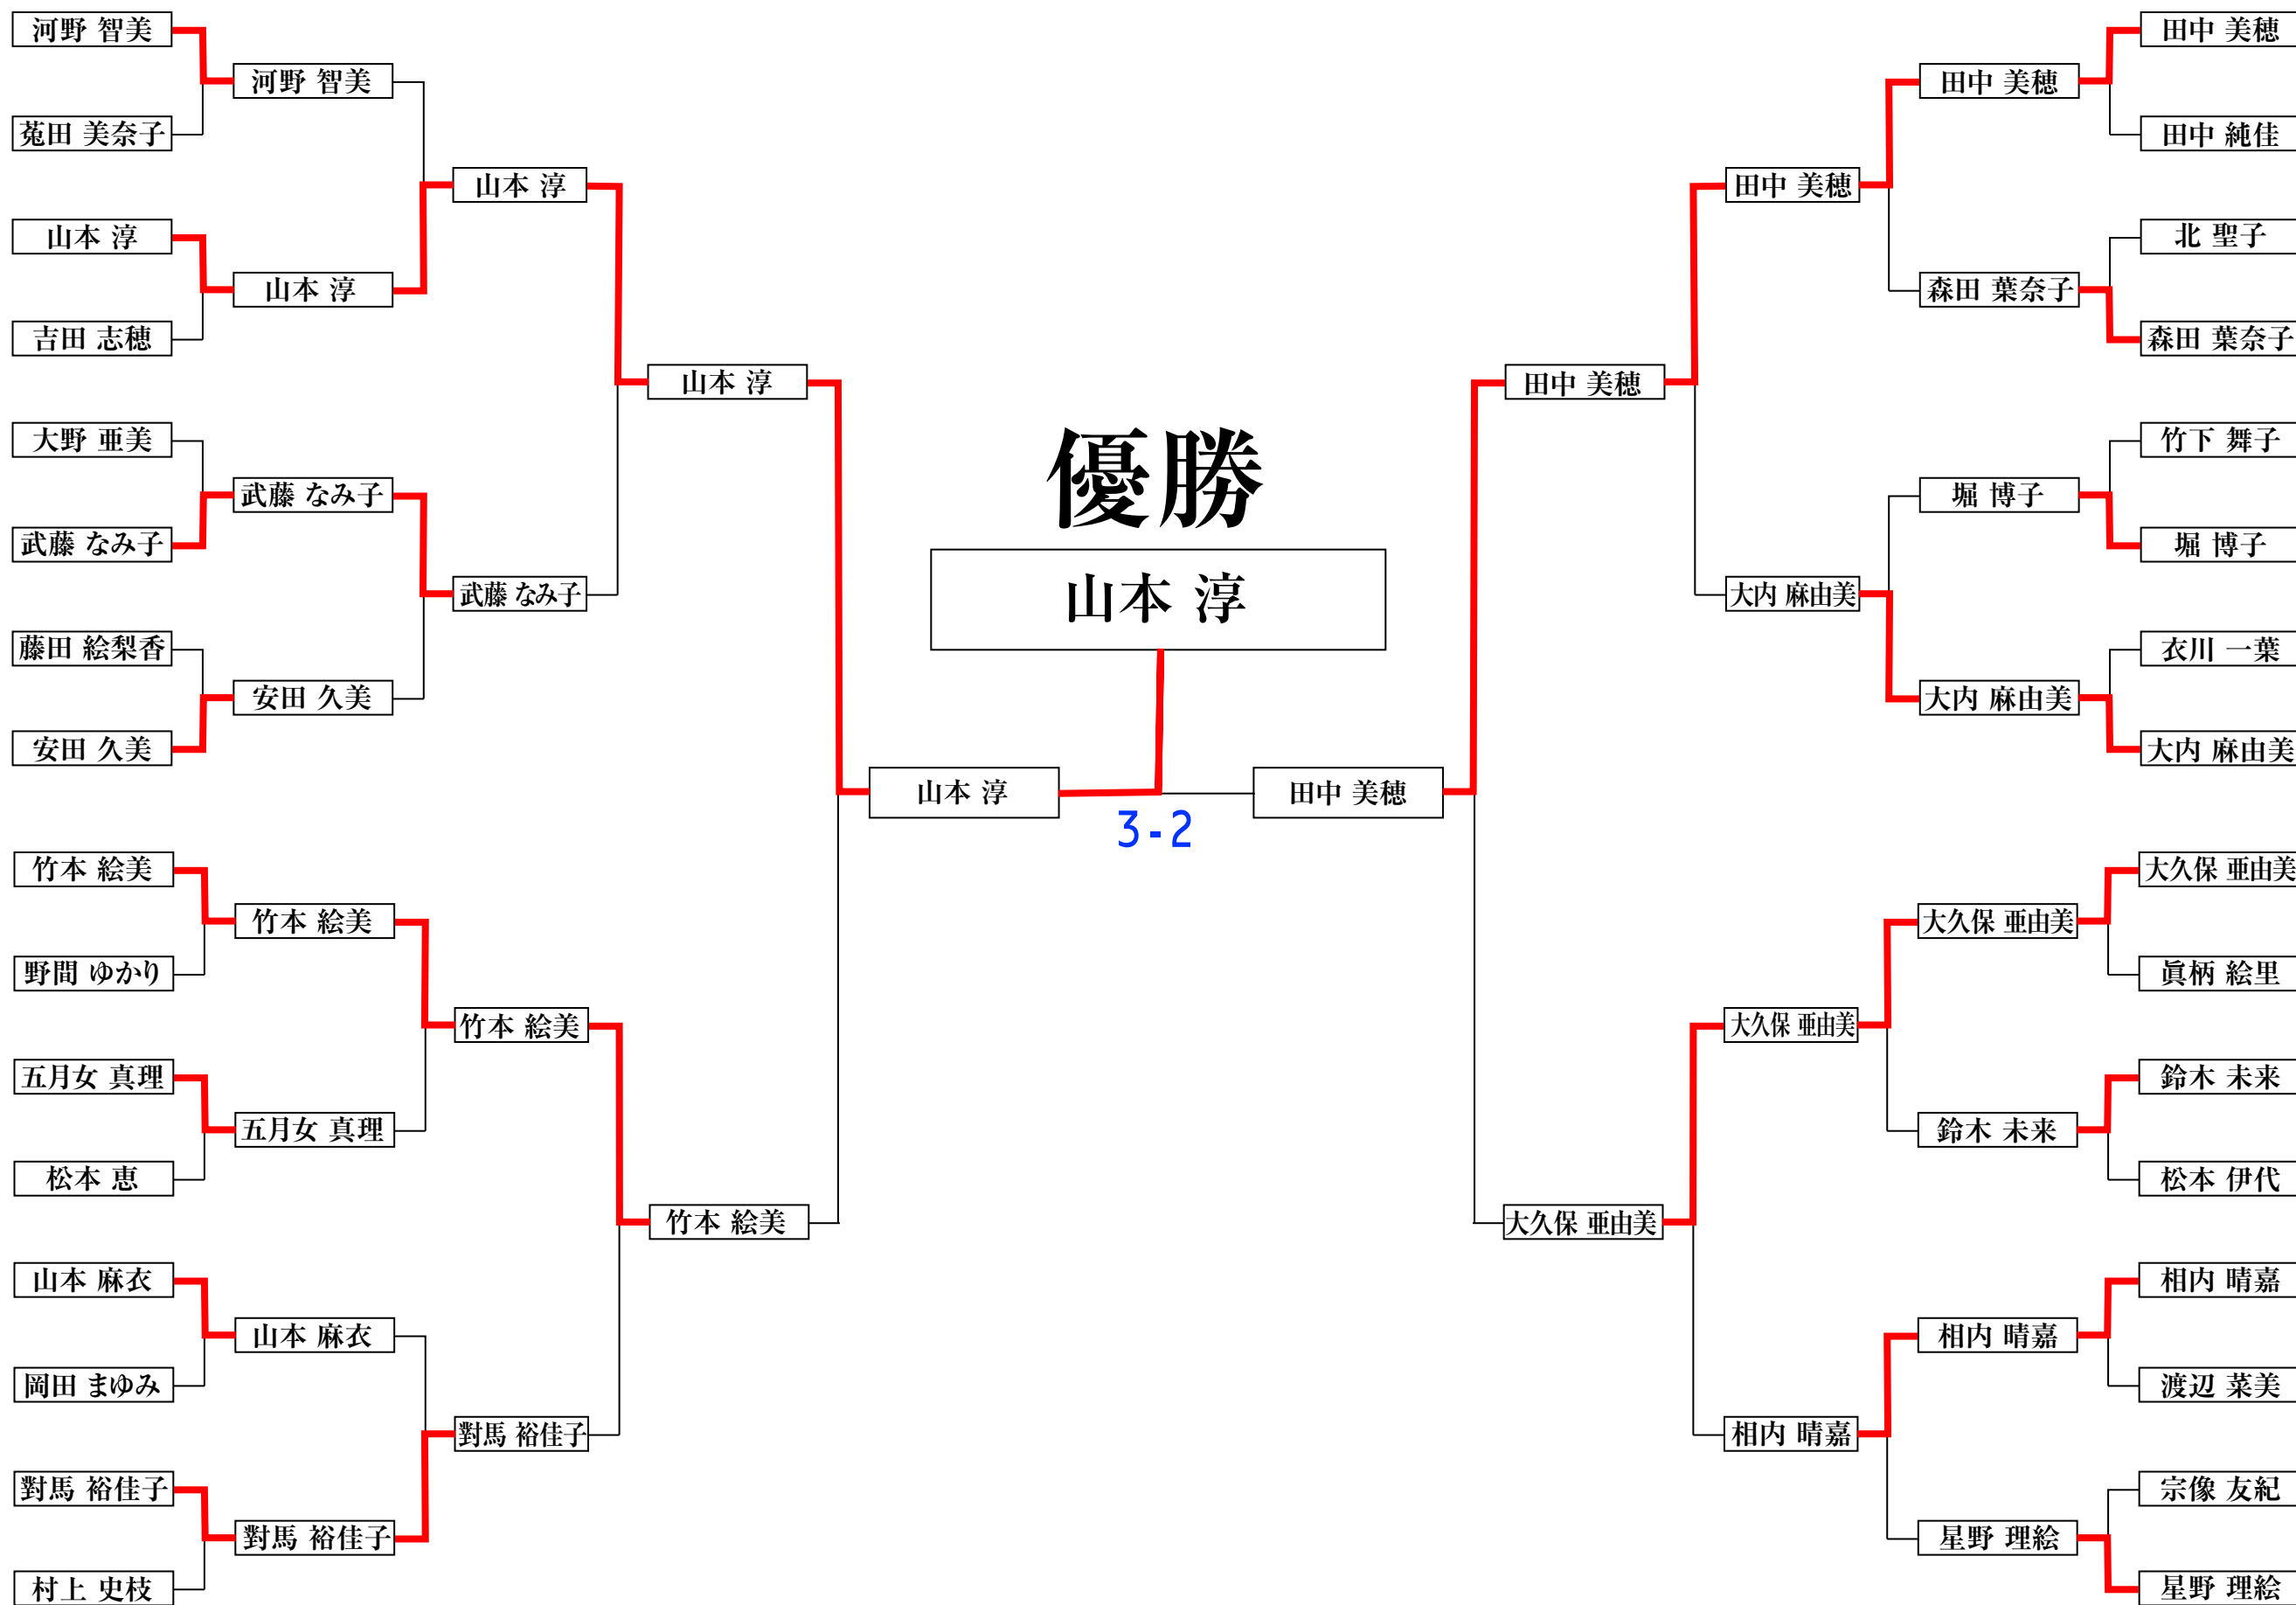 河野 智美
菟田 美奈子
山本 淳
吉田 志穂
大野 亜美
武藤 なみ子
藤田 絵梨香
安田 久美
竹本 絵美
野間 ゆかり
五月女 真理
松本 恵
山本 麻衣
岡田 まゆみ
對馬 裕佳子
村上 史枝
河野 智美
山本 淳
武藤 なみ子
安田 久美
竹本 絵美
五月女 真理
山本 麻衣
對馬 裕佳子
山本 淳
武藤 なみ子
竹本 絵美
對馬 裕佳子
山本 淳
竹本 絵美
山本 淳
優勝
山本 淳
3-2
田中 美穂
田中 美穂
大久保 亜由美
田中 美穂
大内 麻由美
大久保 亜由美
相内 晴嘉
田中 美穂
森田 葉奈子
堀 博子
大内 麻由美
大久保 亜由美
鈴木 未来
相内 晴嘉
星野 理絵
田中 美穂
田中 純佳
北 聖子
森田 葉奈子
竹下 舞子
堀 博子
衣川 一葉
大内 麻由美
大久保 亜由美
眞柄 絵里
鈴木 未来
松本 伊代
相内 晴嘉
渡辺 菜美
宗像 友紀
星野 理絵